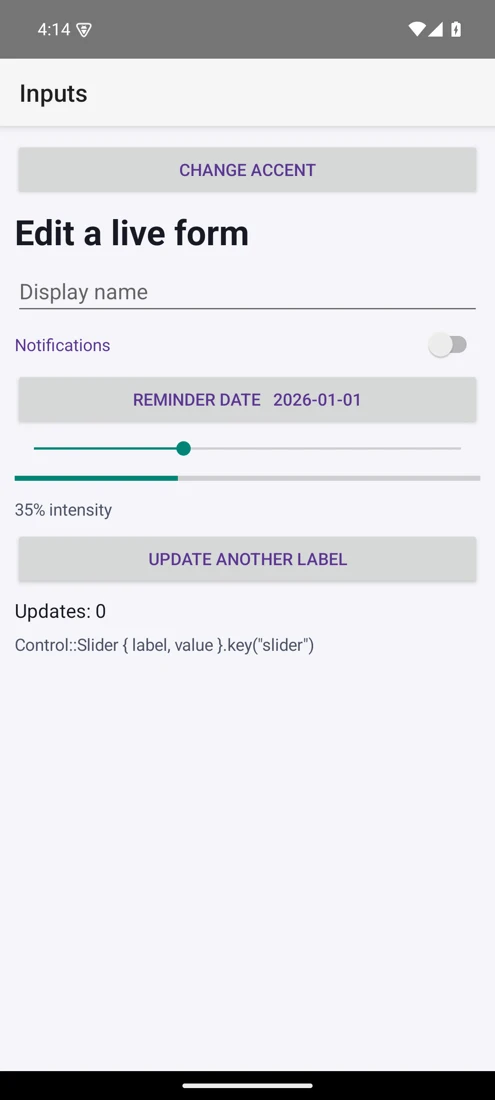 4:14
Inputs
CHANGE ACCENT
Edit a live form
Display name
Notifications
REMINDER DATE 2026-01-01
35% intensity
UPDATE ANOTHER LABEL
Updates: 0
Control::Slider { label, value }.key("slider")